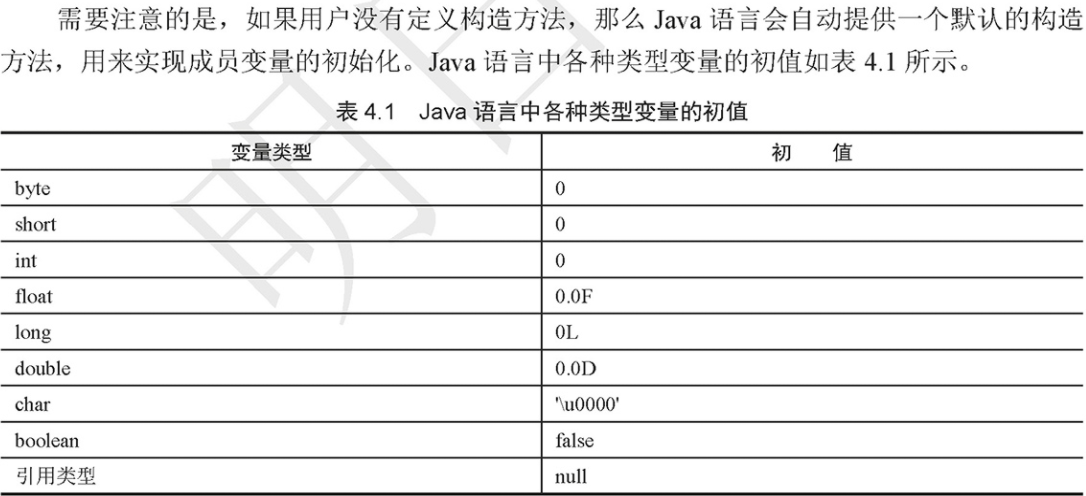 需要注意的是，如果用户没有定义构造方法，那么 Java 语言会自动提供一个默认的构造
方法，用来实现成员变量的初始化。Java 语言中各种类型变量的初值如表 4.1 所示。
表 4.1 Java 语言中各种类型变量的初值
变量类型 初 值
byte 0
short 0
int 0
float 0.0F
long 0L
double 0.0D
char '\u0000'
boolean false
引用类型 null